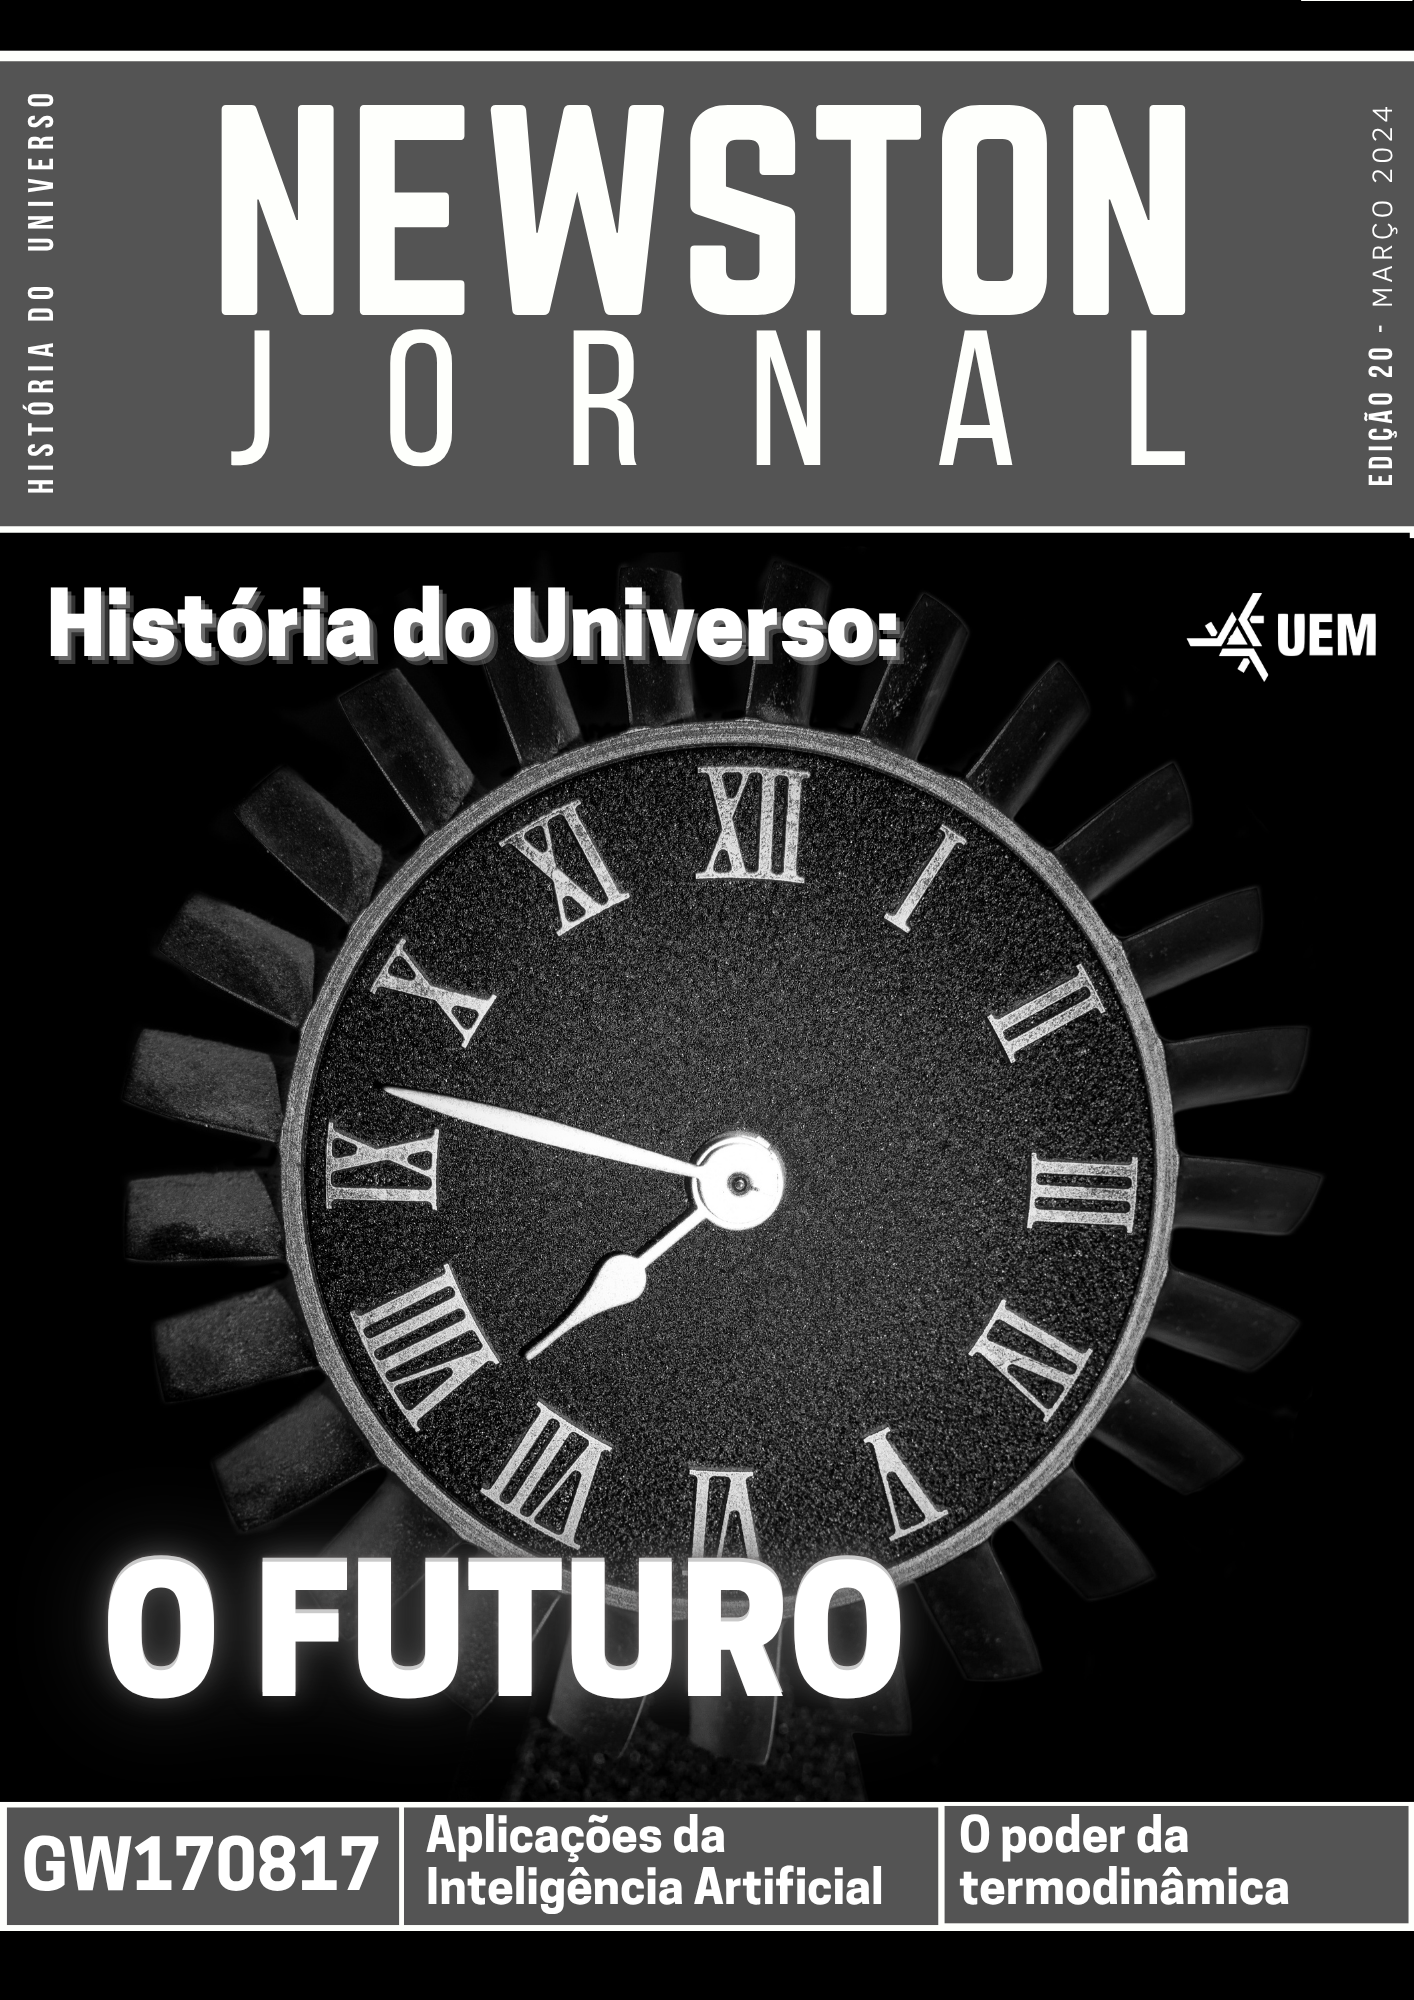 HISTÓRIA DO UNIVERSO
NEWSTON
JORNAL
EDIÇÃO 20 - MARÇO 2024
História do Universo:
UEM
XII
I
II
III
IV
V
VII
VIII
IX
X
XI
O FUTURO
GW170817
Aplicações da
Inteligência Artificial
O poder da
termodinâmica